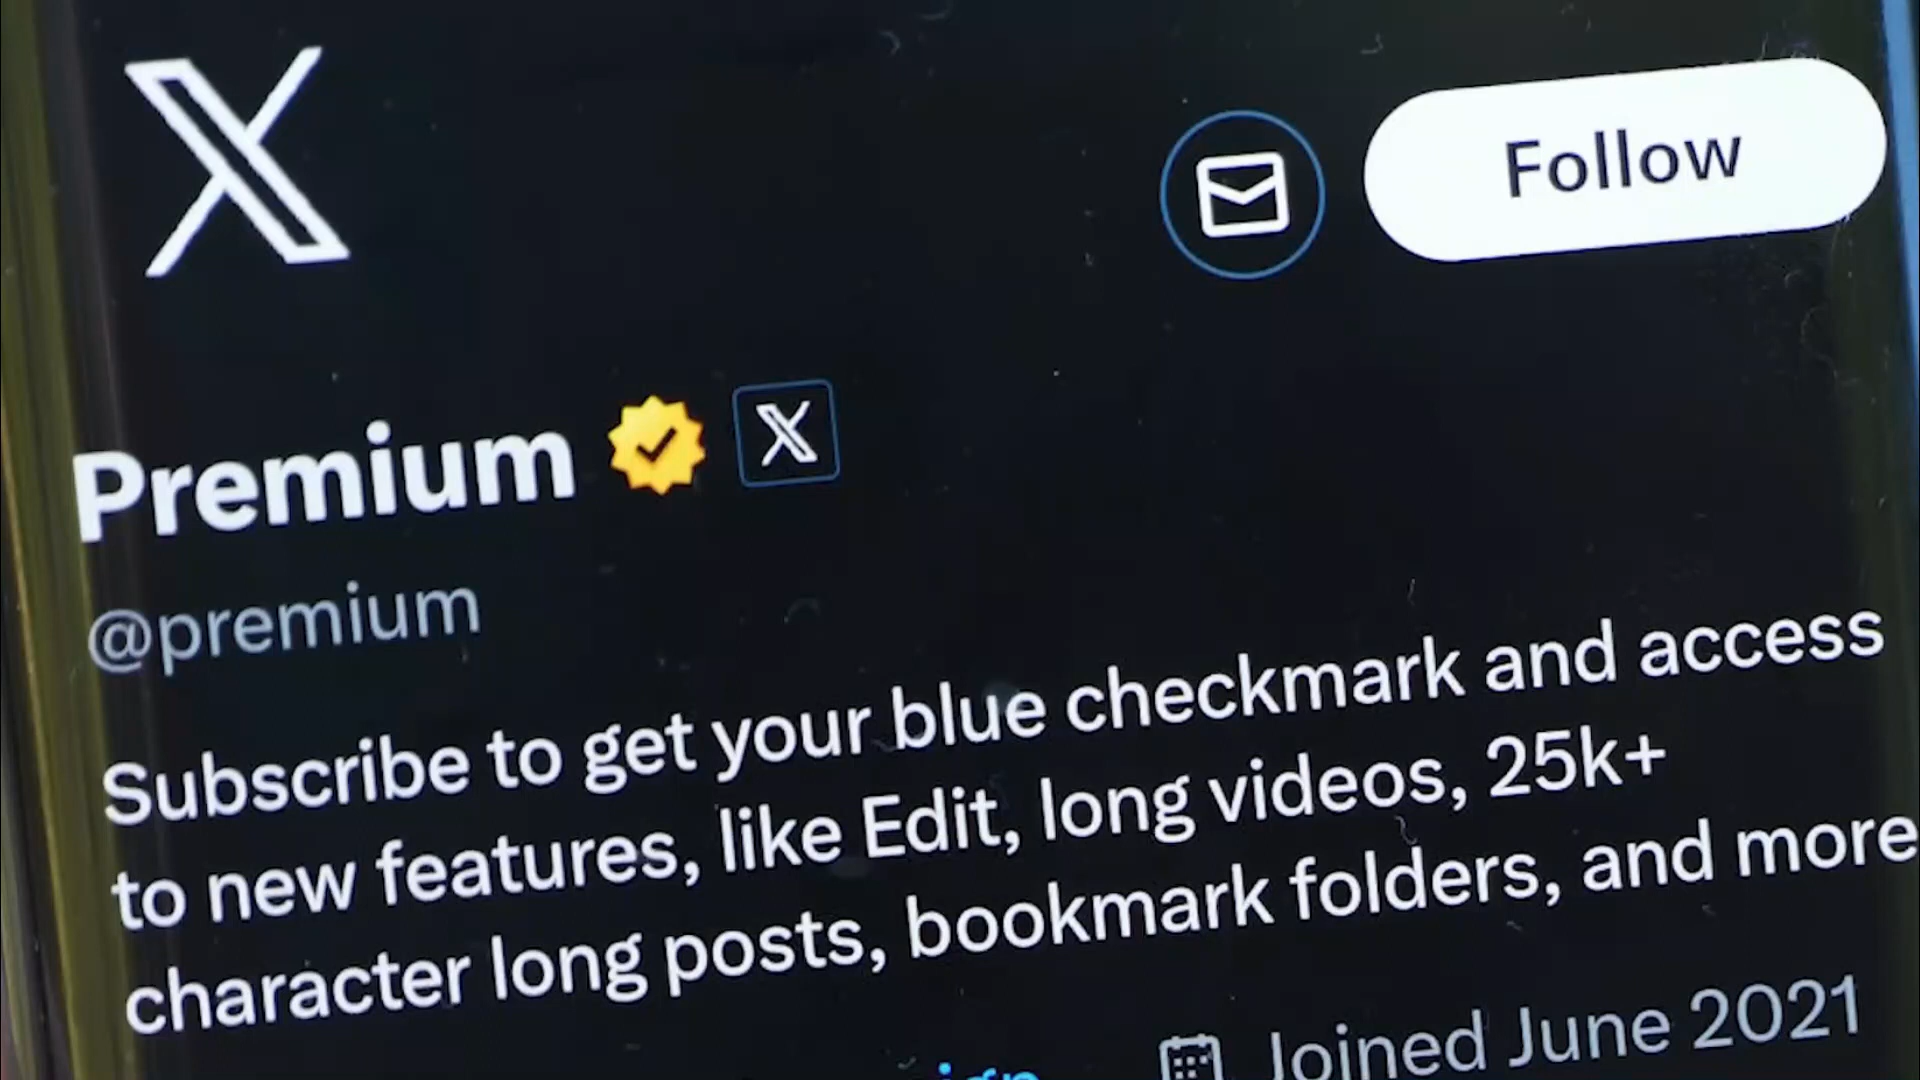 Follow
Premium
@premium
Subscribe to get your blue checkmark and access
to new features, like Edit, long videos, 25k+
character long posts, bookmark folders, and more
Joined June 2021